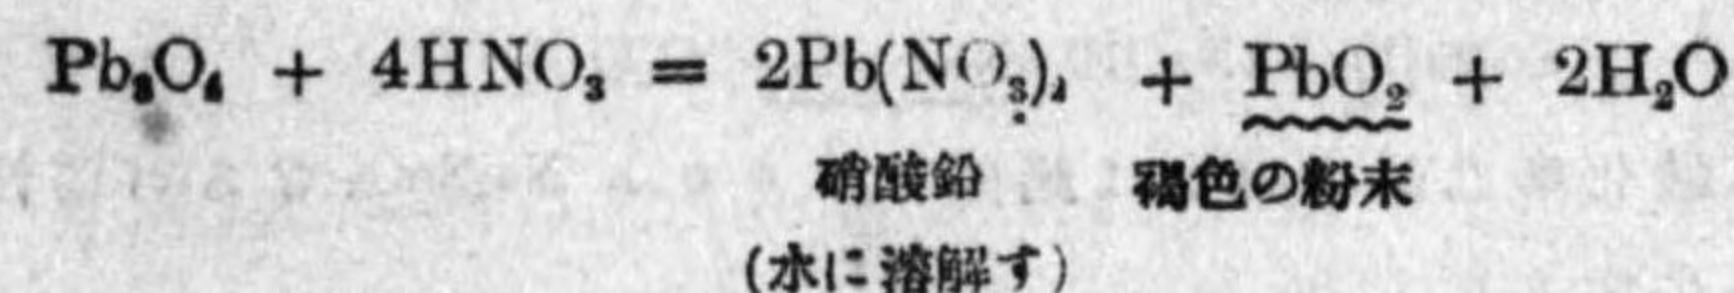 Pb₃O₄ + 4HNO₃ = 2Pb(NO₃)₂ + PbO₂ + 2H₂O
硝酸鉛 褐色の粉末
(水に溶解す)